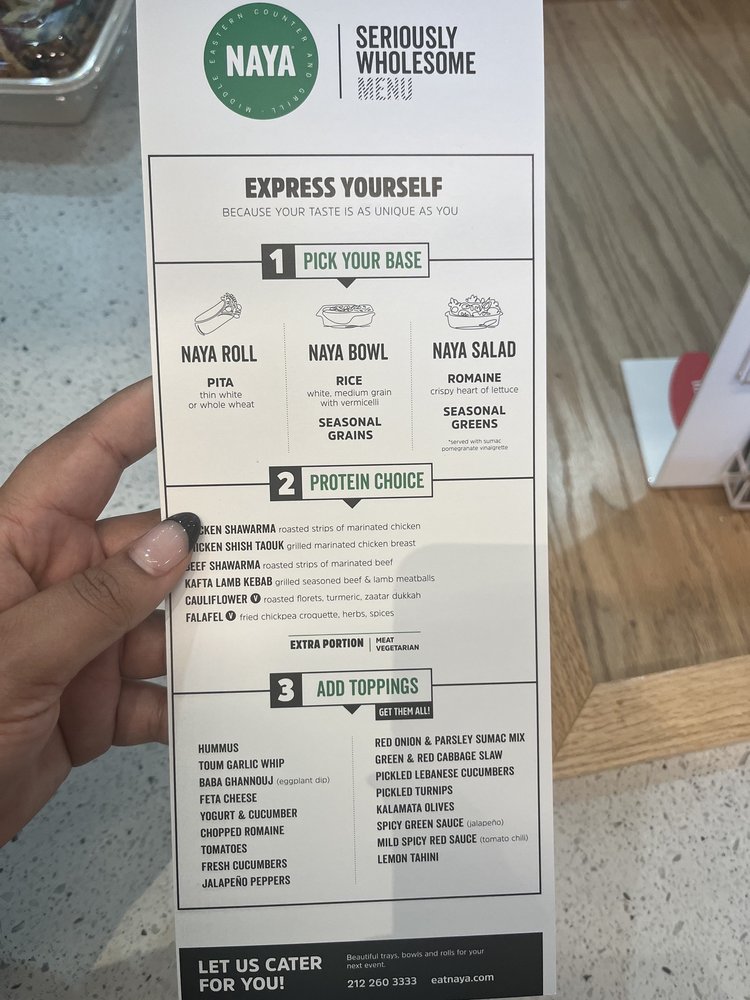 MIDDLE EASTERN COUNTER AND GRILL
NAYA
SERIOUSLY
WHOLESOME
MENU
EXPRESS YOURSELF
BECAUSE YOUR TASTE IS AS UNIQUE AS YOU
1 PICK YOUR BASE
NAYA ROLL
PITA
thin white
or whole wheat
NAYA BOWL
RICE
white, medium grain
with vermicelli
SEASONAL
GRAINS
NAYA SALAD
ROMAINE
crispy heart of lettuce
SEASONAL
GREENS
*served with sumac
pomegranate vinaigrette
2 PROTEIN CHOICE
CKEN SHAWARMA roasted strips of marinated chicken
HICKEN SHISH TAOUK grilled marinated chicken breast
BEEF SHAWARMA roasted strips of marinated beef
KAFTA LAMB KEBAB grilled seasoned beef & lamb meatballs
CAULIFLOWER V roasted florets, turmeric, zaatar dukkah
FALAFEL V fried chickpea croquette, herbs, spices
EXTRA PORTION | MEAT
VEGETARIAN
3 ADD TOPPINGS
GET THEM ALL!
HUMMUS
TOUM GARLIC WHIP
BABA GHANNOUJ (eggplant dip)
FETA CHEESE
YOGURT & CUCUMBER
CHOPPED ROMAINE
TOMATOES
FRESH CUCUMBERS
JALAPEÑO PEPPERS
RED ONION & PARSLEY SUMAC MIX
GREEN & RED CABBAGE SLAW
PICKLED LEBANESE CUCUMBERS
PICKLED TURNIPS
KALAMATA OLIVES
SPICY GREEN SAUCE (jalapeño)
MILD SPICY RED SAUCE (tomato chili)
LEMON TAHINI
LET US CATER
FOR YOU!
Beautiful trays, bowls and rolls for your
next event.
212 260 3333 eatnaya.com